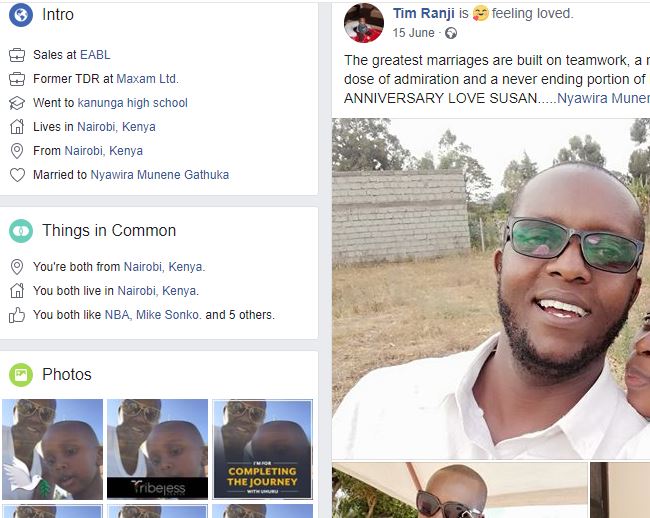 Intro
Sales at EABL
Former TDR at Maxam Ltd.
Went to kanunga high school
Lives in Nairobi, Kenya
From Nairobi, Kenya
Married to Nyawira Munene Gathuka
Things in Common
You're both from Nairobi, Kenya.
You both live in Nairobi, Kenya.
You both like NBA, Mike Sonko. and 5 others.
Photos
Tribeless
I'M FOR
COMPLETING
THE JOURNEY
WITH UHURU
Tim Ranji is feeling loved.
15 June ·
The greatest marriages are built on teamwork, a
dose of admiration and a never ending portion of
ANNIVERSARY LOVE SUSAN.....Nyawira